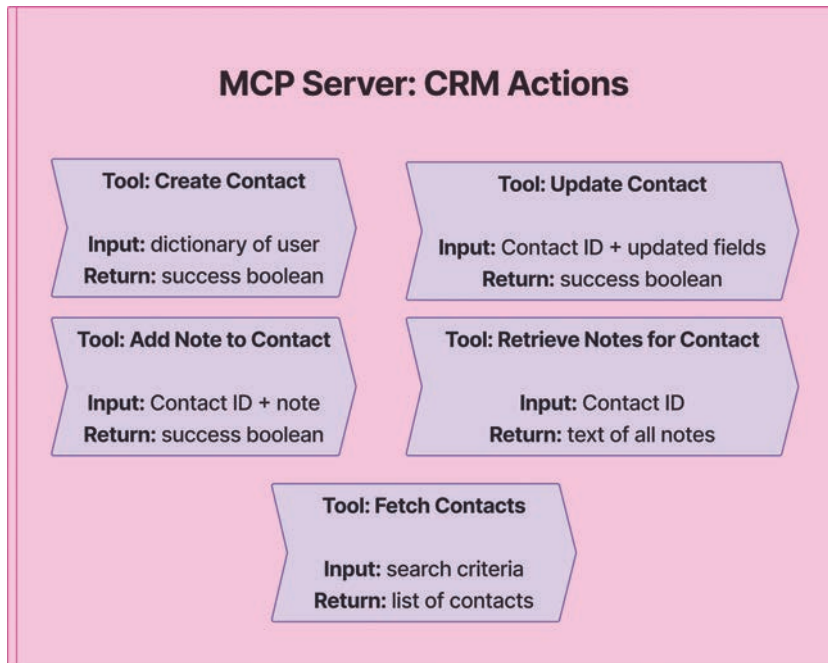 MCP Server: CRM Actions
Tool: Create Contact
Input: dictionary of user
Return: success boolean
Tool: Update Contact
Input: Contact ID + updated fields
Return: success boolean
Tool: Add Note to Contact
Input: Contact ID + note
Return: success boolean
Tool: Retrieve Notes for Contact
Input: Contact ID
Return: text of all notes
Tool: Fetch Contacts
Input: search criteria
Return: list of contacts